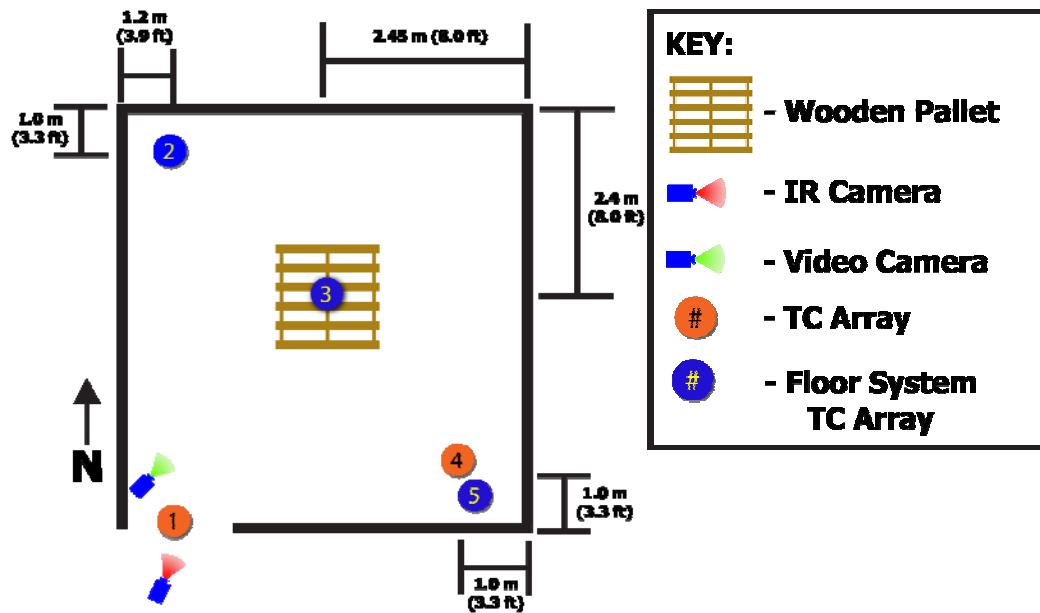 1.2 m
(3.9 ft)
2.45 m (8.0 ft)
1.0 m
(3.3 ft)
2
2.4 m
(8.0 ft)
3
N
4
5
1
1.0 m
(3.3 ft)
1.0 m
(3.3 ft)
KEY:
- Wooden Pallet
- IR Camera
- Video Camera
# - TC Array
# - Floor System
TC Array